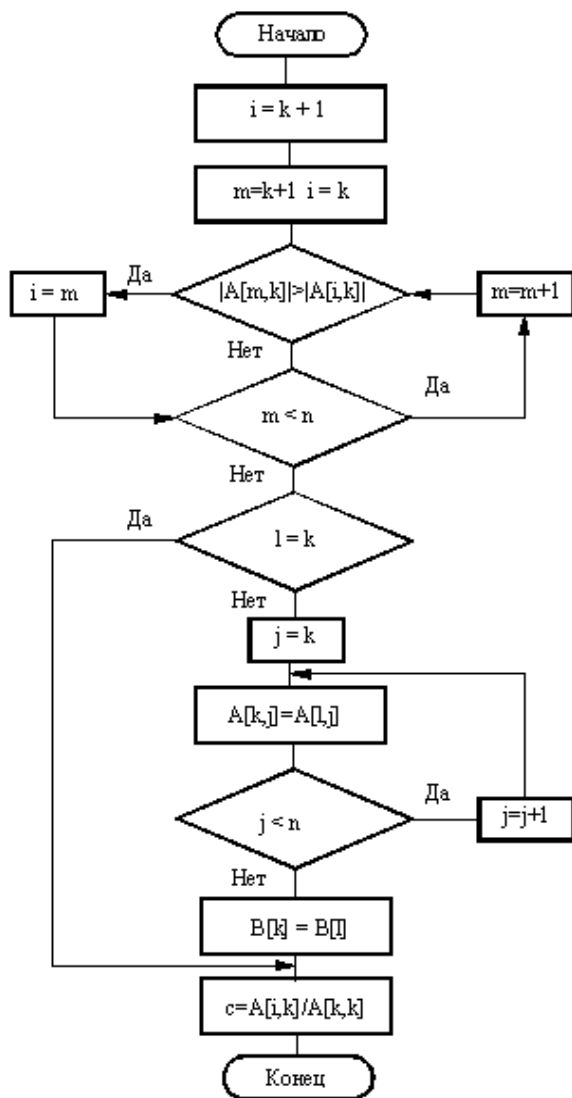 Начало
i = k + 1
m=k+1 i = k
Да
|A[m,k]|>|A[i,k]|
i = m
m=m+1
Нет
Да
m < n
Нет
Да
l = k
Нет
j = k
A[k,j]=A[l,j]
Да
j < n
j=j+1
Нет
B[k] = B[l]
c=A[i,k]/A[k,k]
Конец